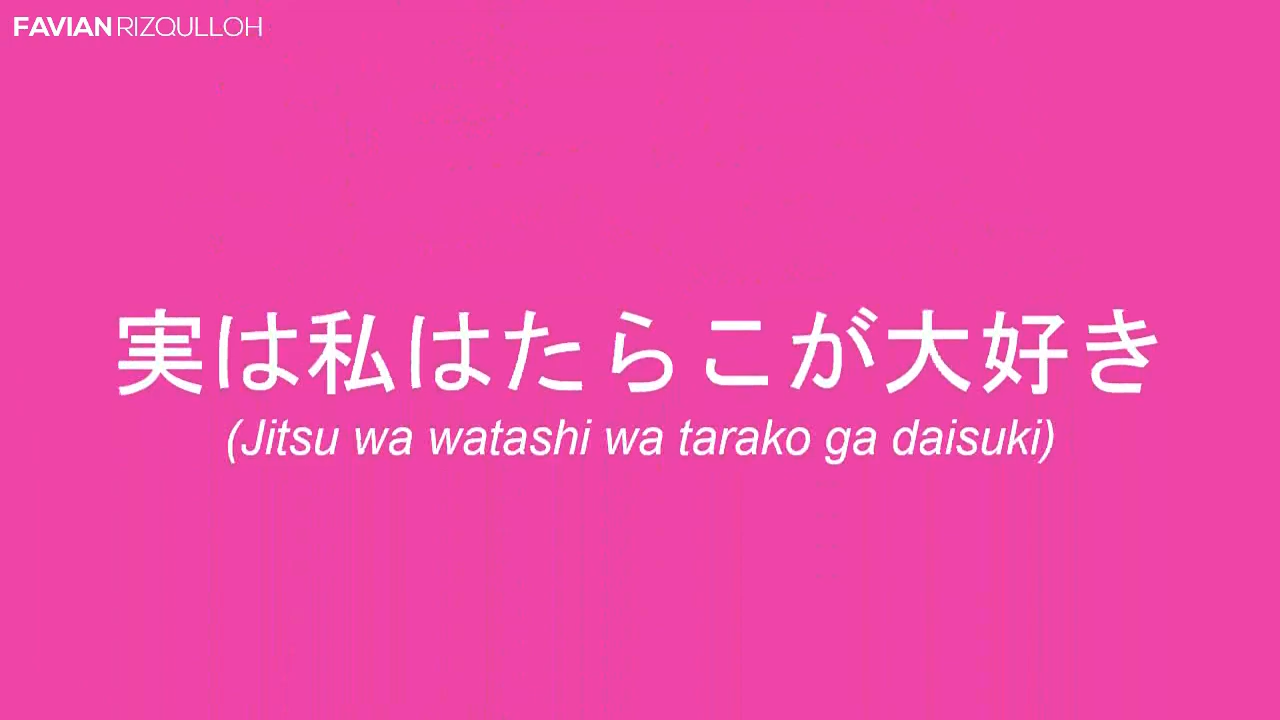 FAVIAN RIZQULLOH
実は私はたらこが大好き
(Jitsu wa watashi wa tarako ga daisuki)